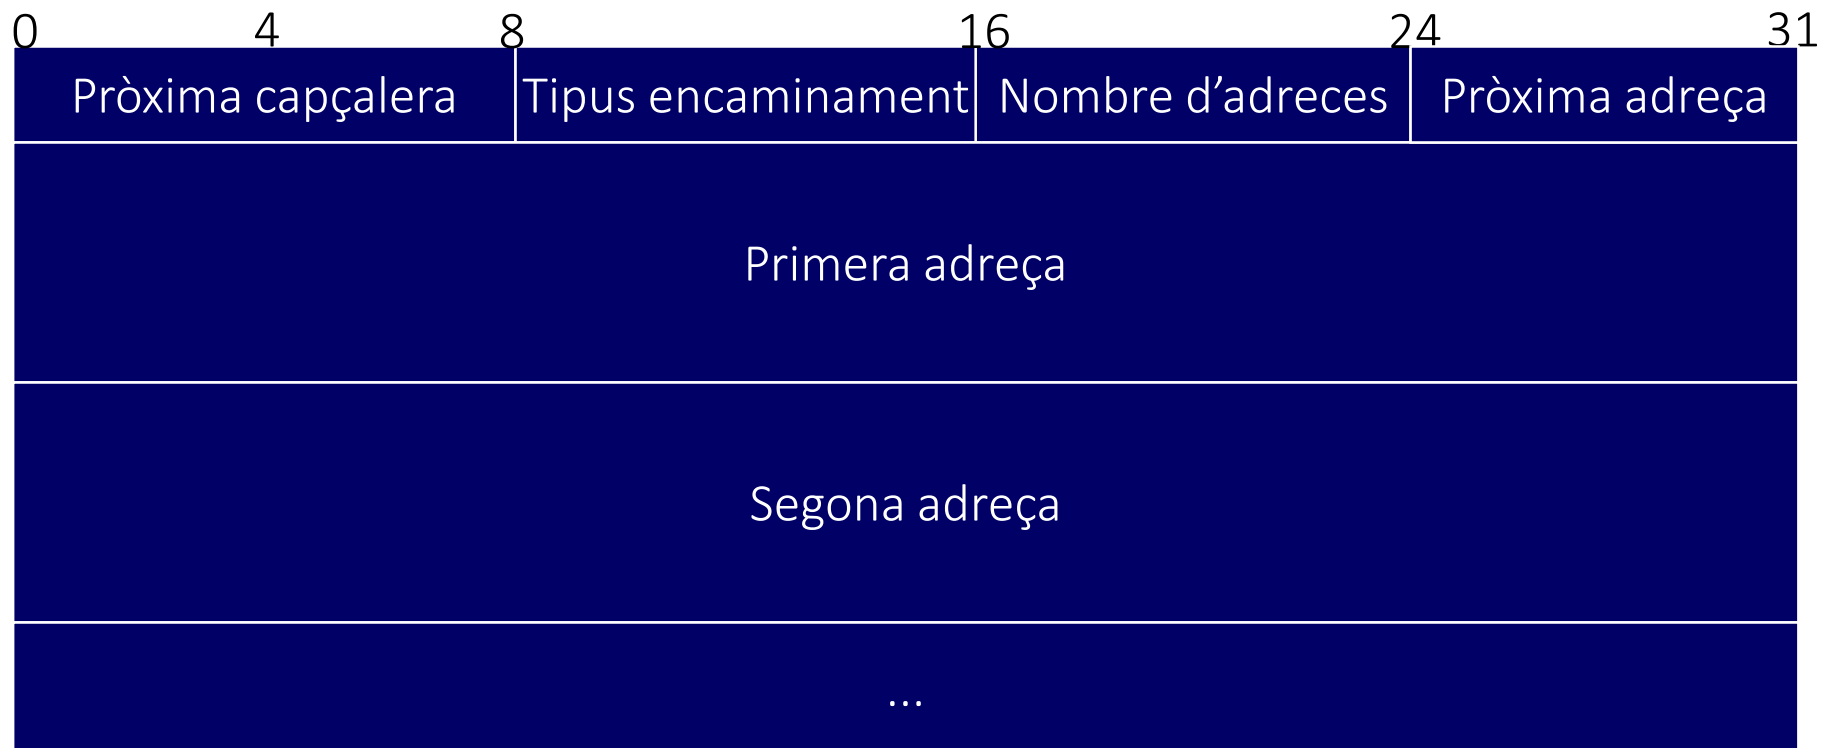 0 4 8 16 24 31
Pròxima capçalera Tipus encaminament Nombre d’adreces Pròxima adreça
Primera adreça
Segona adreça
...